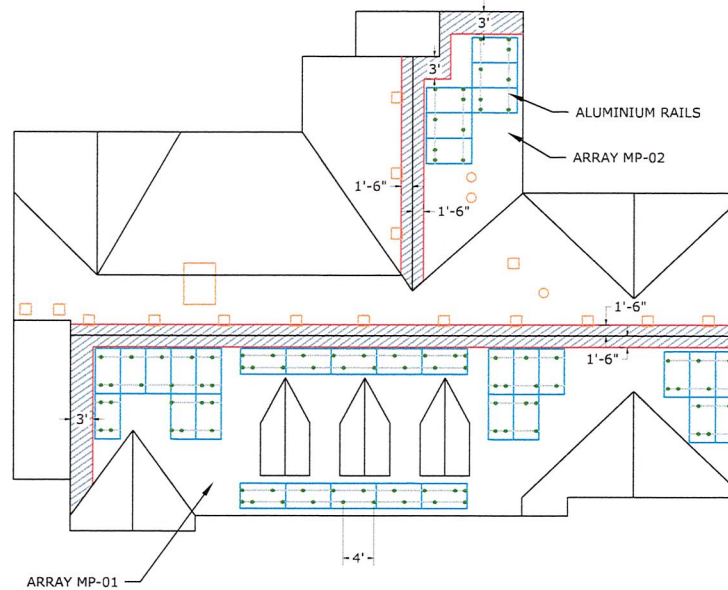 3'
3'
ALUMINIUM RAILS
ARRAY MP-02
1'-6"
1'-6"
1'-6"
1'-6"
3'
4'
ARRAY MP-01